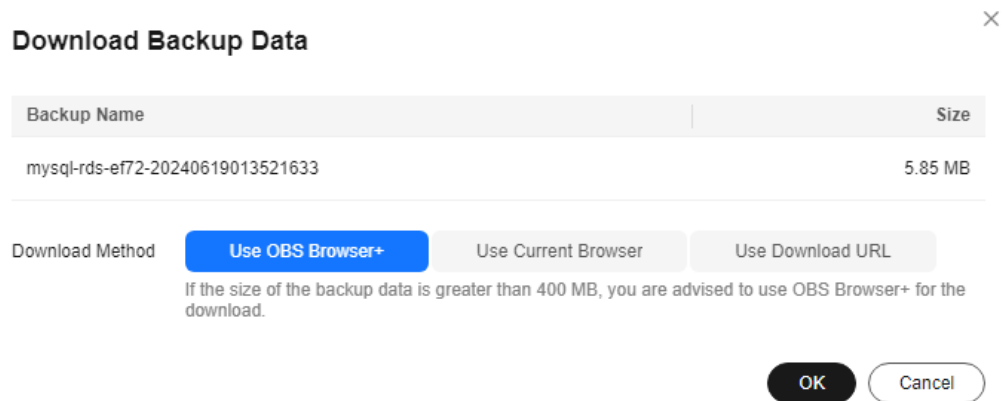 Download Backup Data
Backup Name Size
mysql-rds-ef72-20240619013521633 5.85 MB
Download Method Use OBS Browser+ Use Current Browser Use Download URL
If the size of the backup data is greater than 400 MB, you are advised to use OBS Browser+ for the
download.
OK Cancel